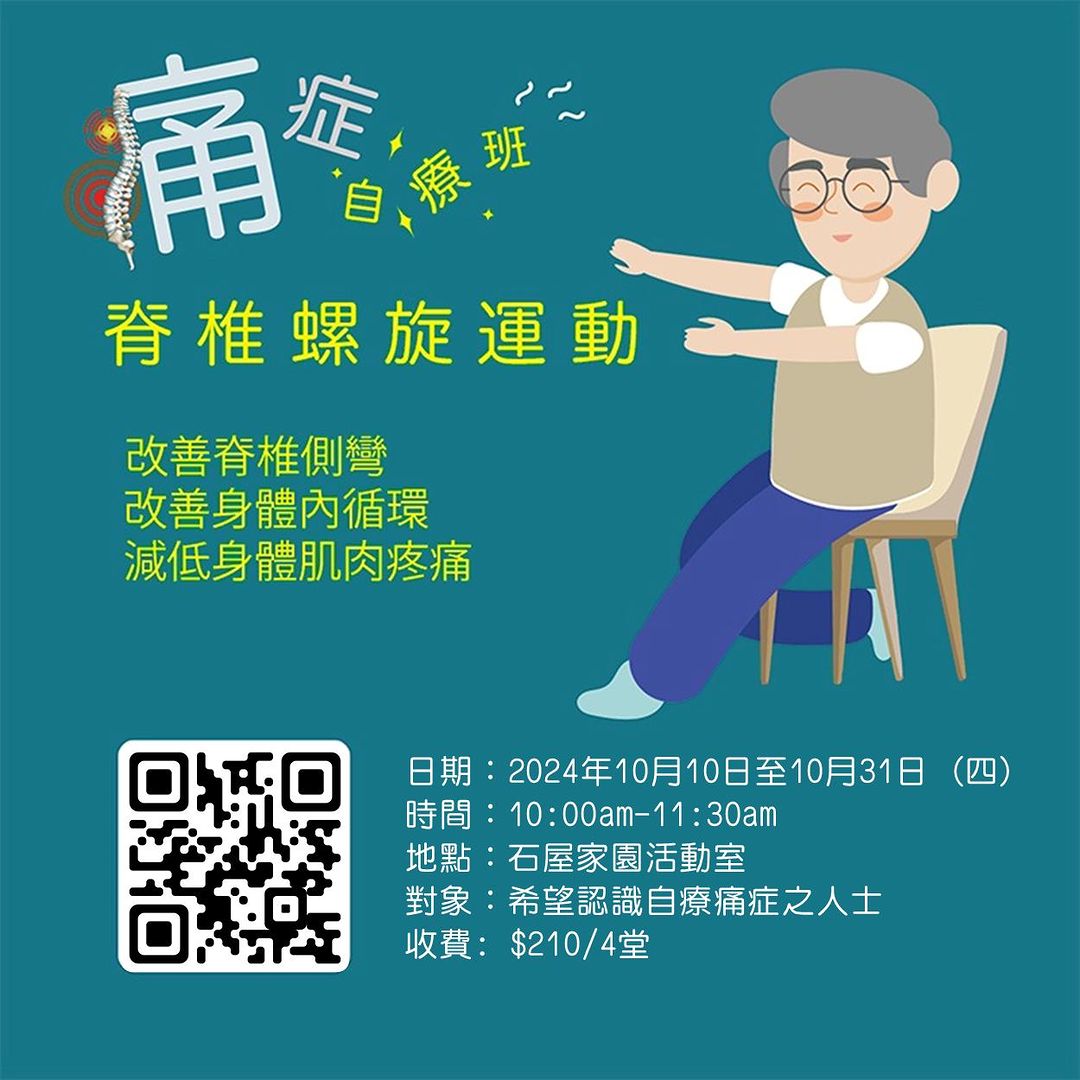 痛症自療班
脊椎螺旋運動
改善脊椎側彎
改善身體內循環
減低身體肌肉疼痛
日期：2024年10月10日至10月31日 (四)
時間：10:00am-11:30am
地點：石屋家園活動室
對象：希望認識自療痛症之人士
收費: $210/4堂